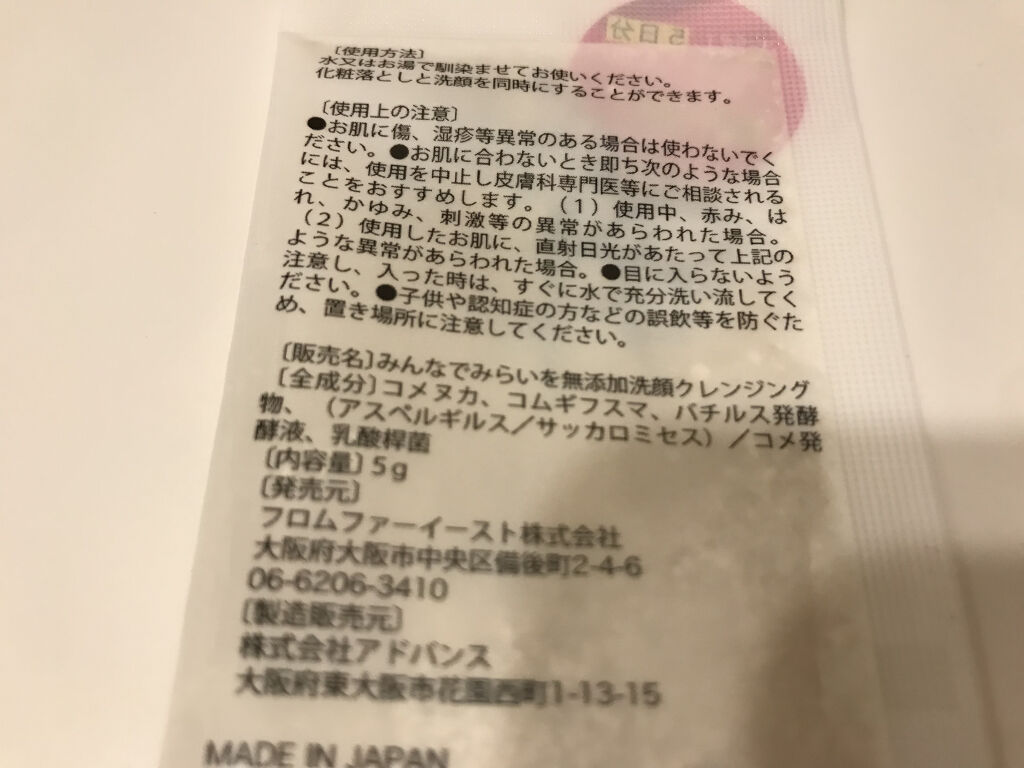 5日分
〔使用方法〕
水又はお湯で馴染ませてお使いください。
化粧落としと洗顔を同時にすることができます。
〔使用上の注意〕
●お肌に傷、湿疹等異常のある場合は使わないでく
ださい。●お肌に合わないとき即ち次のような場合
には、使用を中止し皮膚科専門医等にご相談される
ことをおすすめします。（1）使用中、赤み、は
れ、かゆみ、刺激等の異常があらわれた場合。
（2）使用したお肌に、直射日光があたって上記の
ような異常があらわれた場合。●目に入らないよう
注意し、入った時は、すぐに水で充分洗い流してく
ださい。●子供や認知症の方などの誤飲等を防ぐた
め、置き場所に注意してください。
〔販売名〕みんなでみらいを無添加洗顔クレンジング
〔全成分〕コメヌカ、コムギフスマ、バチルス発酵
物、（アスペルギルス／サッカロミセス）／コメ発
酵液、乳酸桿菌
〔内容量〕5g
〔発売元〕
フロムファーイースト株式会社
大阪府大阪市中央区備後町2-4-6
06-6206-3410
〔製造販売元〕
株式会社アドバンス
大阪府東大阪市花園西町1-13-15
MADE IN JAPAN